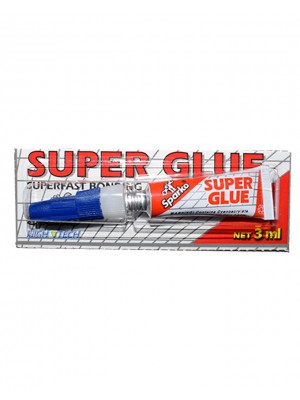 SUPER GLUE
SUPERFAST BONDING
Sparko
SUPER
GLUE
HIGH TECH
NET 3 ml